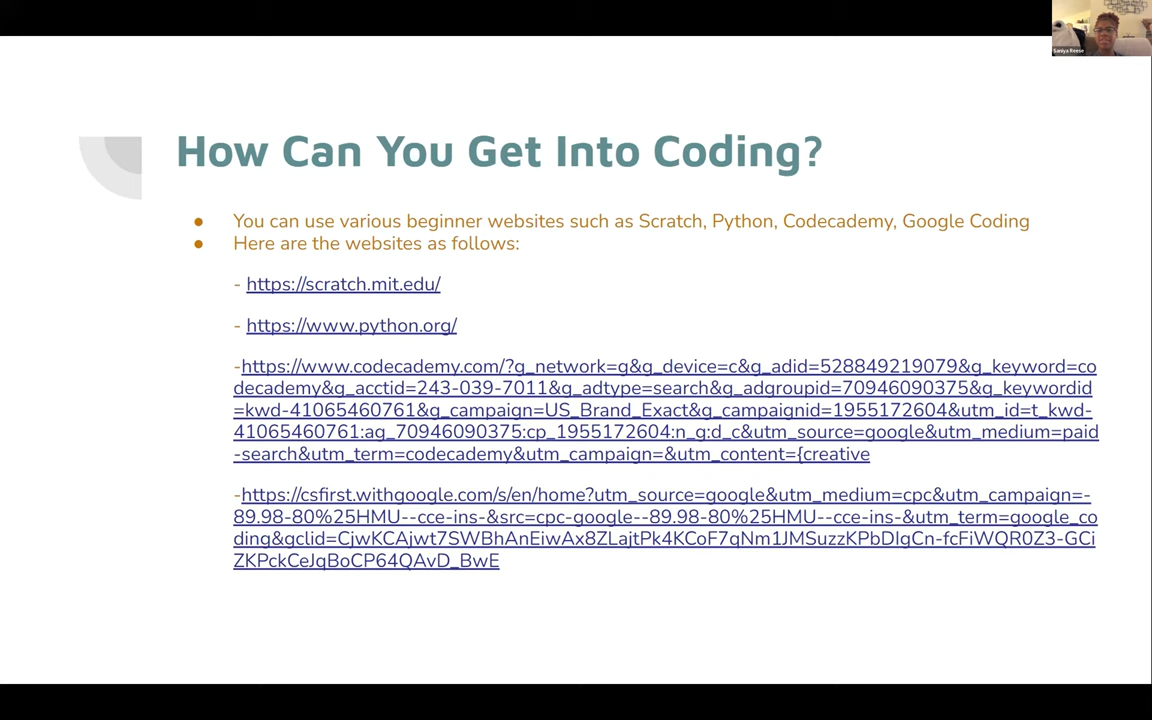 Saniya Reese
How Can You Get Into Coding?
● You can use various beginner websites such as Scratch, Python, Codecademy, Google Coding
● Here are the websites as follows:
- https://scratch.mit.edu/
- https://www.python.org/
-https://www.codecademy.com/?g_network=g&g_device=c&g_adid=528849219079&g_keyword=co
decademy&g_acctid=243-039-7011&g_adtype=search&g_adgroupid=70946090375&g_keywordid
=kwd-41065460761&g_campaign=US_Brand_Exact&g_campaignid=1955172604&utm_id=t_kwd-
41065460761:ag_70946090375:cp_1955172604:n_g:d_c&utm_source=google&utm_medium=paid
-search&utm_term=codecademy&utm_campaign=&utm_content={creative
-https://csfirst.withgoogle.com/s/en/home?utm_source=google&utm_medium=cpc&utm_campaign=-
89.98-80%25HMU--cce-ins-&src=cpc-google--89.98-80%25HMU--cce-ins-&utm_term=google_co
ding&gclid=CjwKCAjwt7SWBhAnEiwAx8ZLajtPk4KCoF7qNm1JMSuzzKPbDIgCn-fcFiWQR0Z3-GCi
ZKPckCeJqBoCP64QAvD_BwE